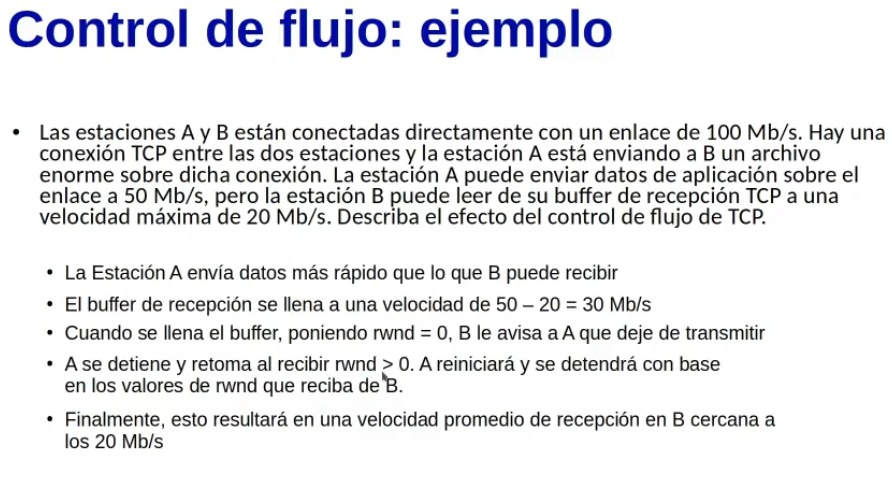 Control de flujo: ejemplo
• Las estaciones A y B están conectadas directamente con un enlace de 100 Mb/s. Hay una
conexión TCP entre las dos estaciones y la estación A está enviando a B un archivo
enorme sobre dicha conexión. La estación A puede enviar datos de aplicación sobre el
enlace a 50 Mb/s, pero la estación B puede leer de su buffer de recepción TCP a una
velocidad máxima de 20 Mb/s. Describa el efecto del control de flujo de TCP.
• La Estación A envía datos más rápido que lo que B puede recibir
• El buffer de recepción se llena a una velocidad de 50 – 20 = 30 Mb/s
• Cuando se llena el buffer, poniendo rwnd = 0, B le avisa a A que deje de transmitir
• A se detiene y retoma al recibir rwnd > 0. A reiniciará y se detendrá con base
en los valores de rwnd que reciba de B.
• Finalmente, esto resultará en una velocidad promedio de recepción en B cercana a
los 20 Mb/s